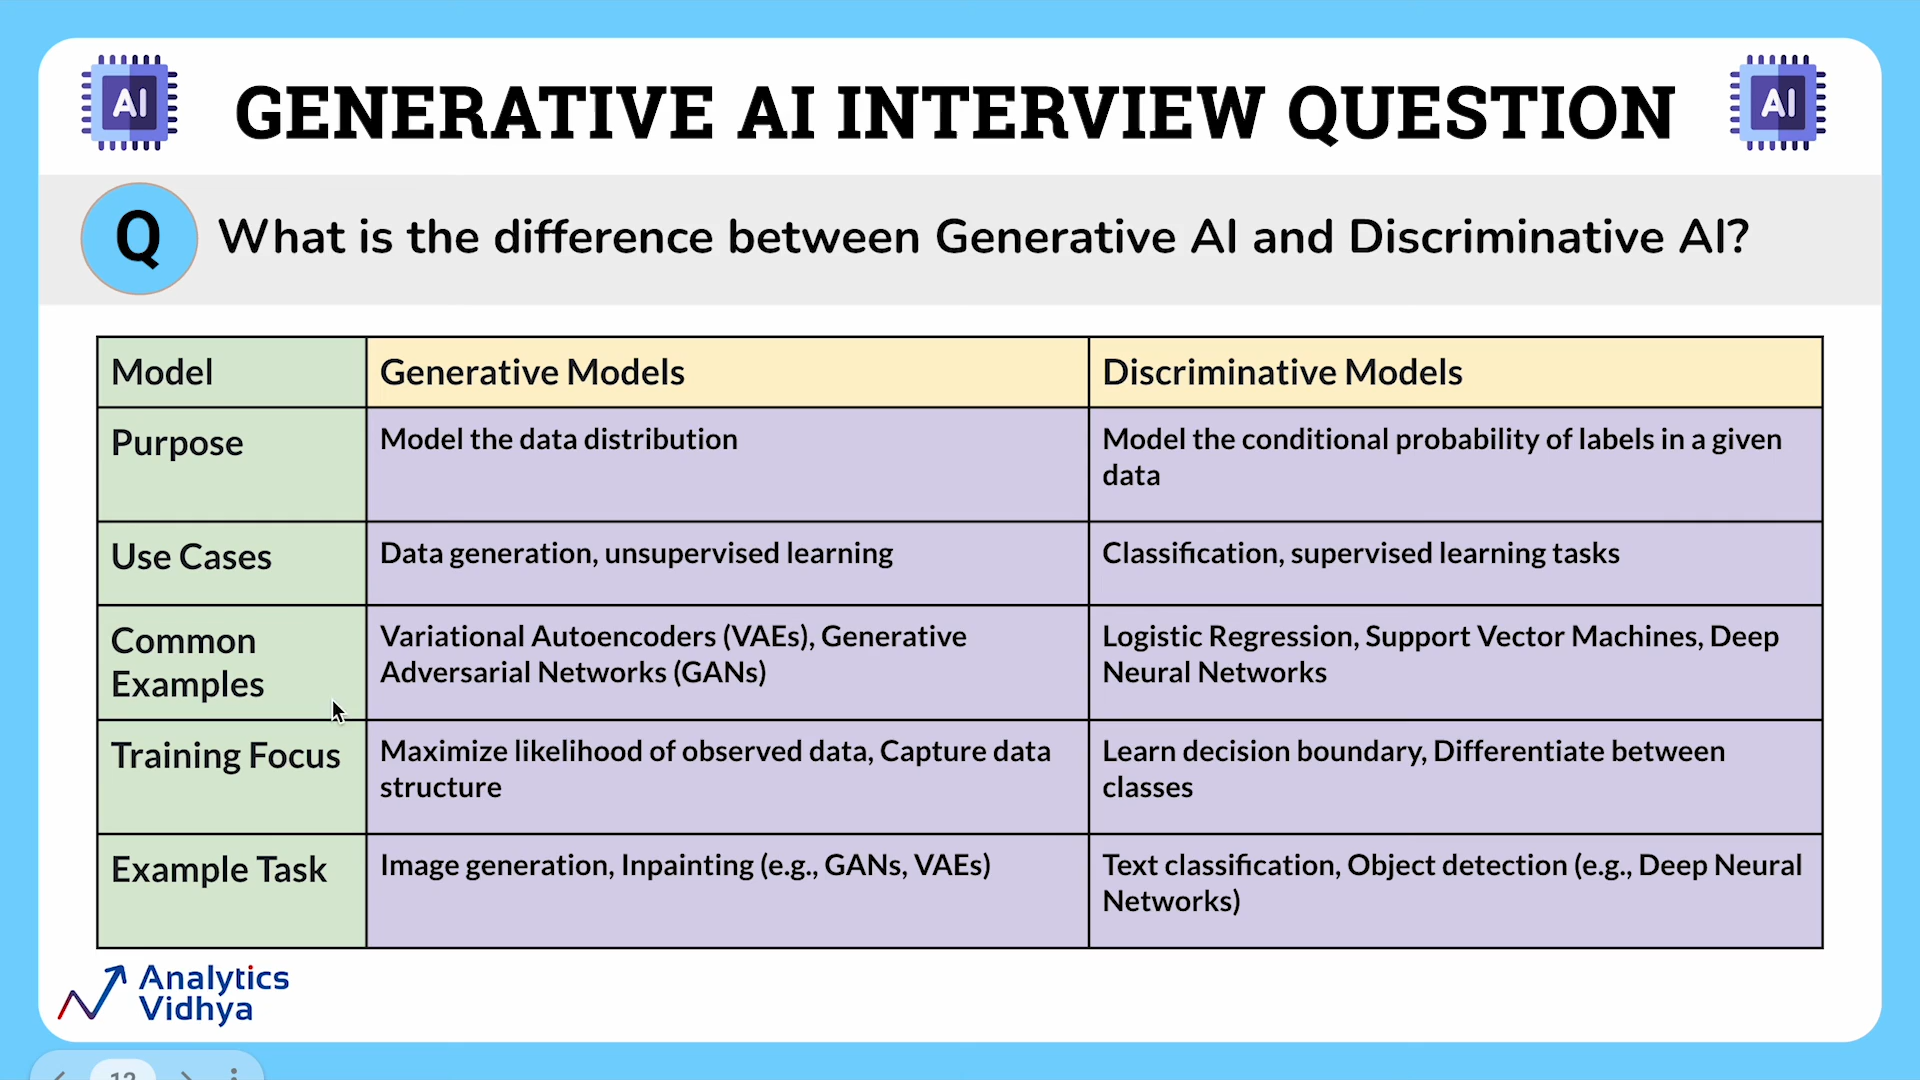 AI
GENERATIVE AI INTERVIEW QUESTION
AI
Q
What is the difference between Generative AI and Discriminative AI?
Model
Generative Models
Discriminative Models
Purpose
Model the data distribution
Model the conditional probability of labels in a given
data
Use Cases
Data generation, unsupervised learning
Classification, supervised learning tasks
Common
Examples
Variational Autoencoders (VAEs), Generative
Adversarial Networks (GANs)
Logistic Regression, Support Vector Machines, Deep
Neural Networks
Training Focus
Maximize likelihood of observed data, Capture data
structure
Learn decision boundary, Differentiate between
classes
Example Task
Image generation, Inpainting (e.g., GANs, VAEs)
Text classification, Object detection (e.g., Deep Neural
Networks)
Analytics
Vidhya